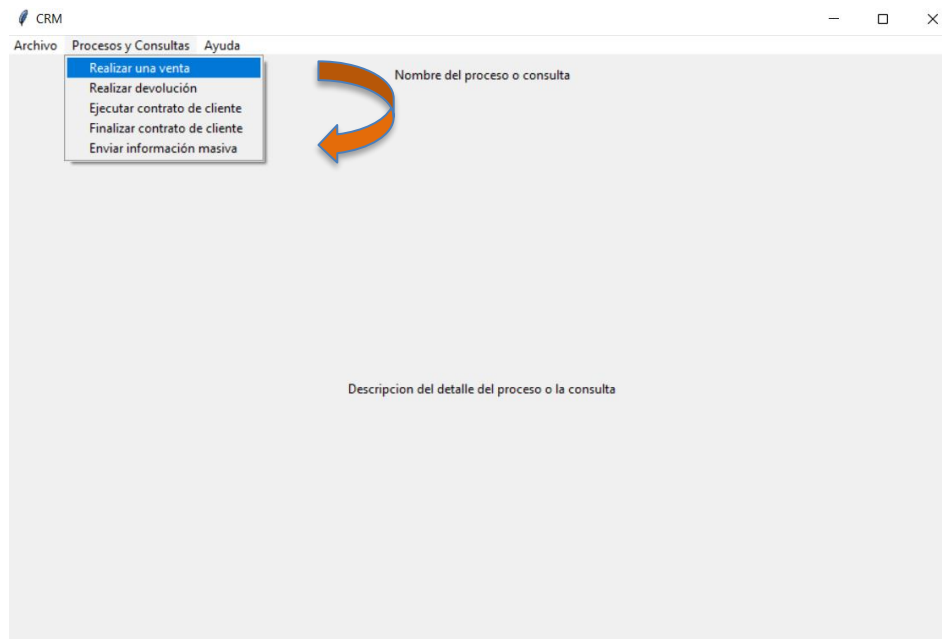 CRM
Archivo Procesos y Consultas Ayuda
Realizar una venta
Realizar devolución
Ejecutar contrato de cliente
Finalizar contrato de cliente
Enviar información masiva
Nombre del proceso o consulta
Descripcion del detalle del proceso o la consulta